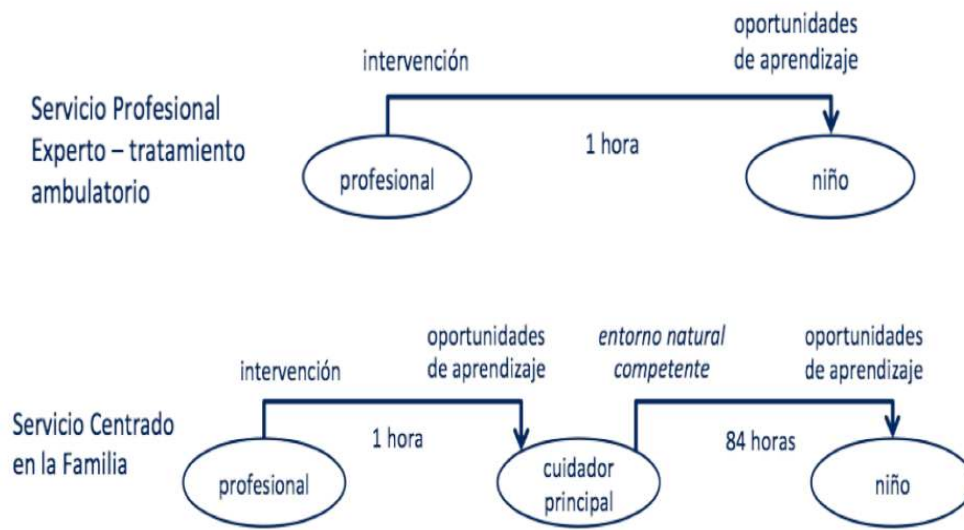 oportunidades
de aprendizaje
intervención
Servicio Profesional
Experto – tratamiento
ambulatorio
1 hora
profesional
niño
oportunidades
de aprendizaje
entorno natural
competente
oportunidades
de aprendizaje
intervención
Servicio Centrado
en la Familia
1 hora
84 horas
profesional
cuidador
principal
niño